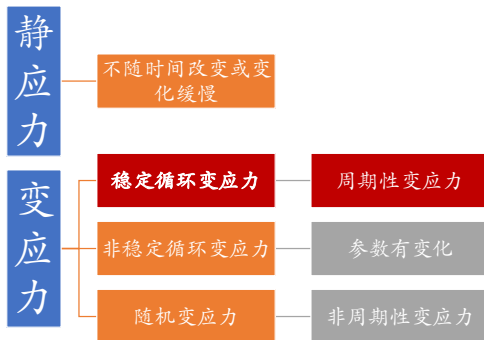 静应力
不随时间改变或变
化缓慢
变应力
稳定循环变应力
周期性变应力
非稳定循环变应力
参数有变化
随机变应力
非周期性变应力